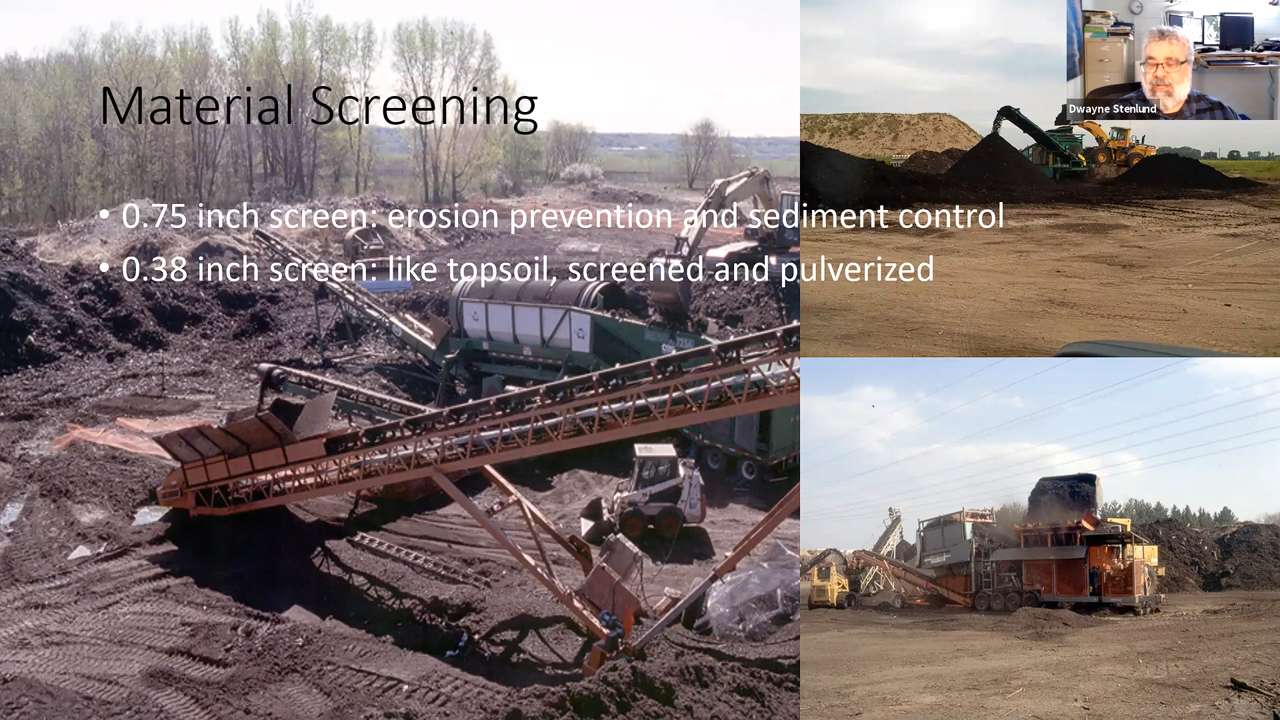 Dwayne Stenlund
Material Screening
• 0.75 inch screen: erosion prevention and sediment control
• 0.38 inch screen: like topsoil, screened and pulverized